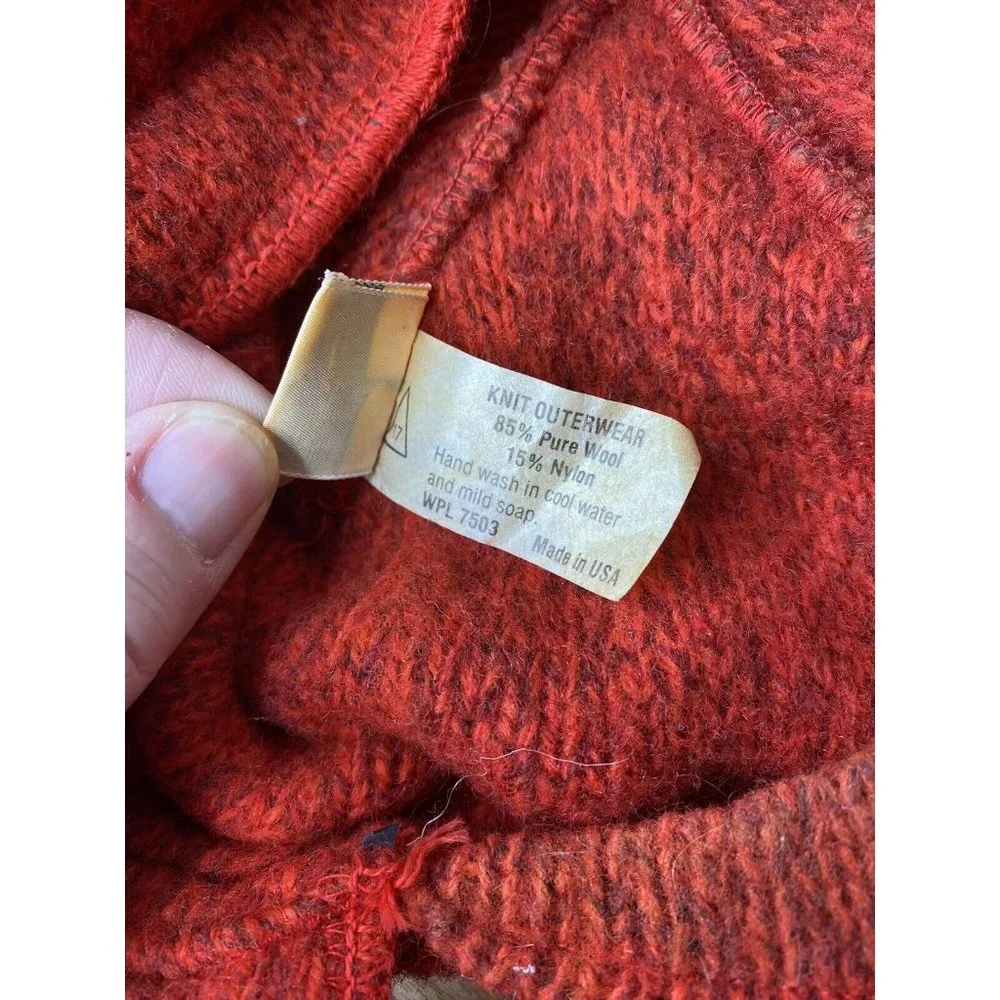 KNIT OUTERWEAR
85% Pure Wool
15% Nylon
Hand wash in cool water
and mild soap.
WPL 7503
Made in USA